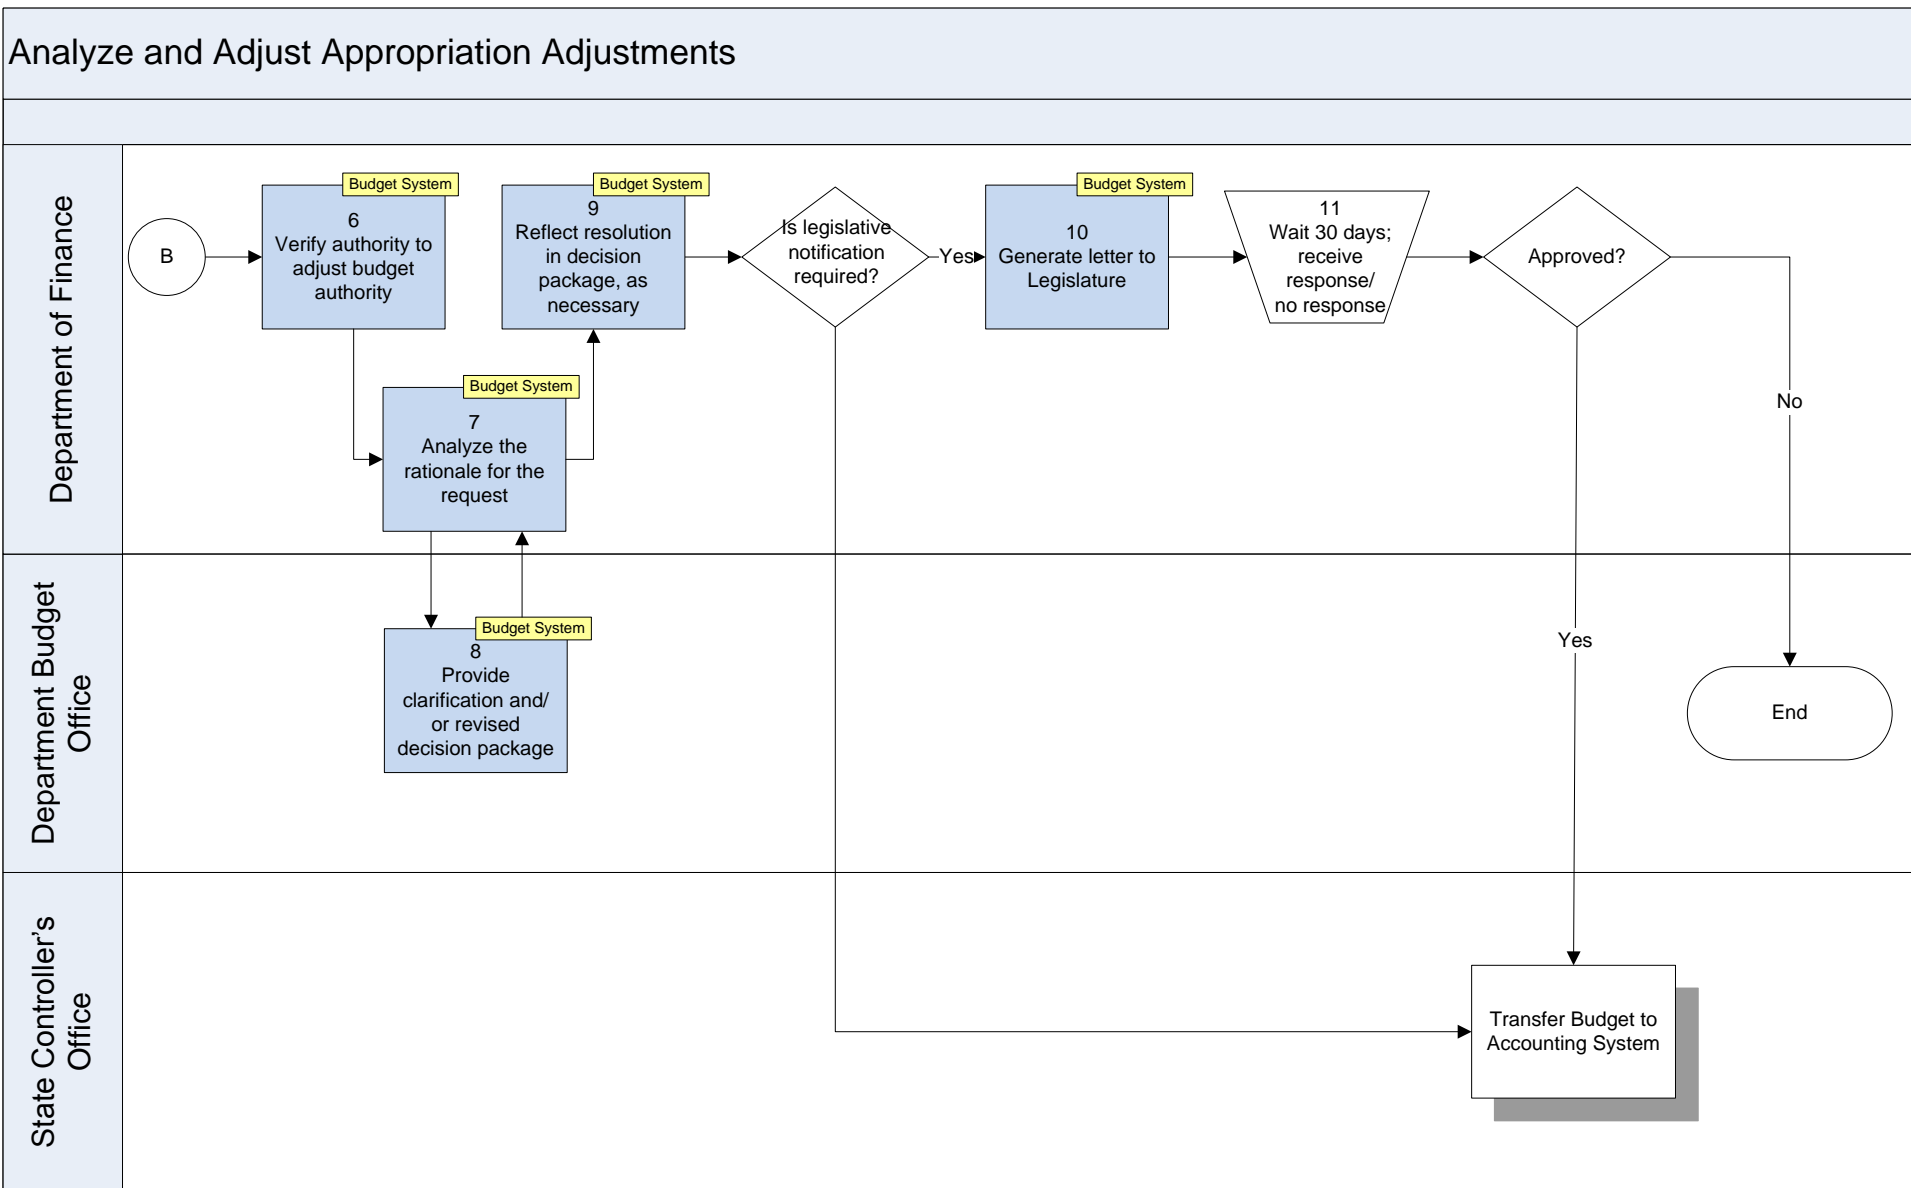 Analyze and Adjust Appropriation Adjustments
Department of Finance
B
Budget System
6
Verify authority to
adjust budget
authority
Budget System
7
Analyze the
rationale for the
request
Budget System
9
Reflect resolution
in decision
package, as
necessary
Is legislative
notification
required?
Yes
Budget System
10
Generate letter to
Legislature
11
Wait 30 days;
receive
response/
no response
Approved?
No
Yes
Department Budget
Office
Budget System
8
Provide
clarification and/
or revised
decision package
End
State Controller's
Office
Transfer Budget to
Accounting System